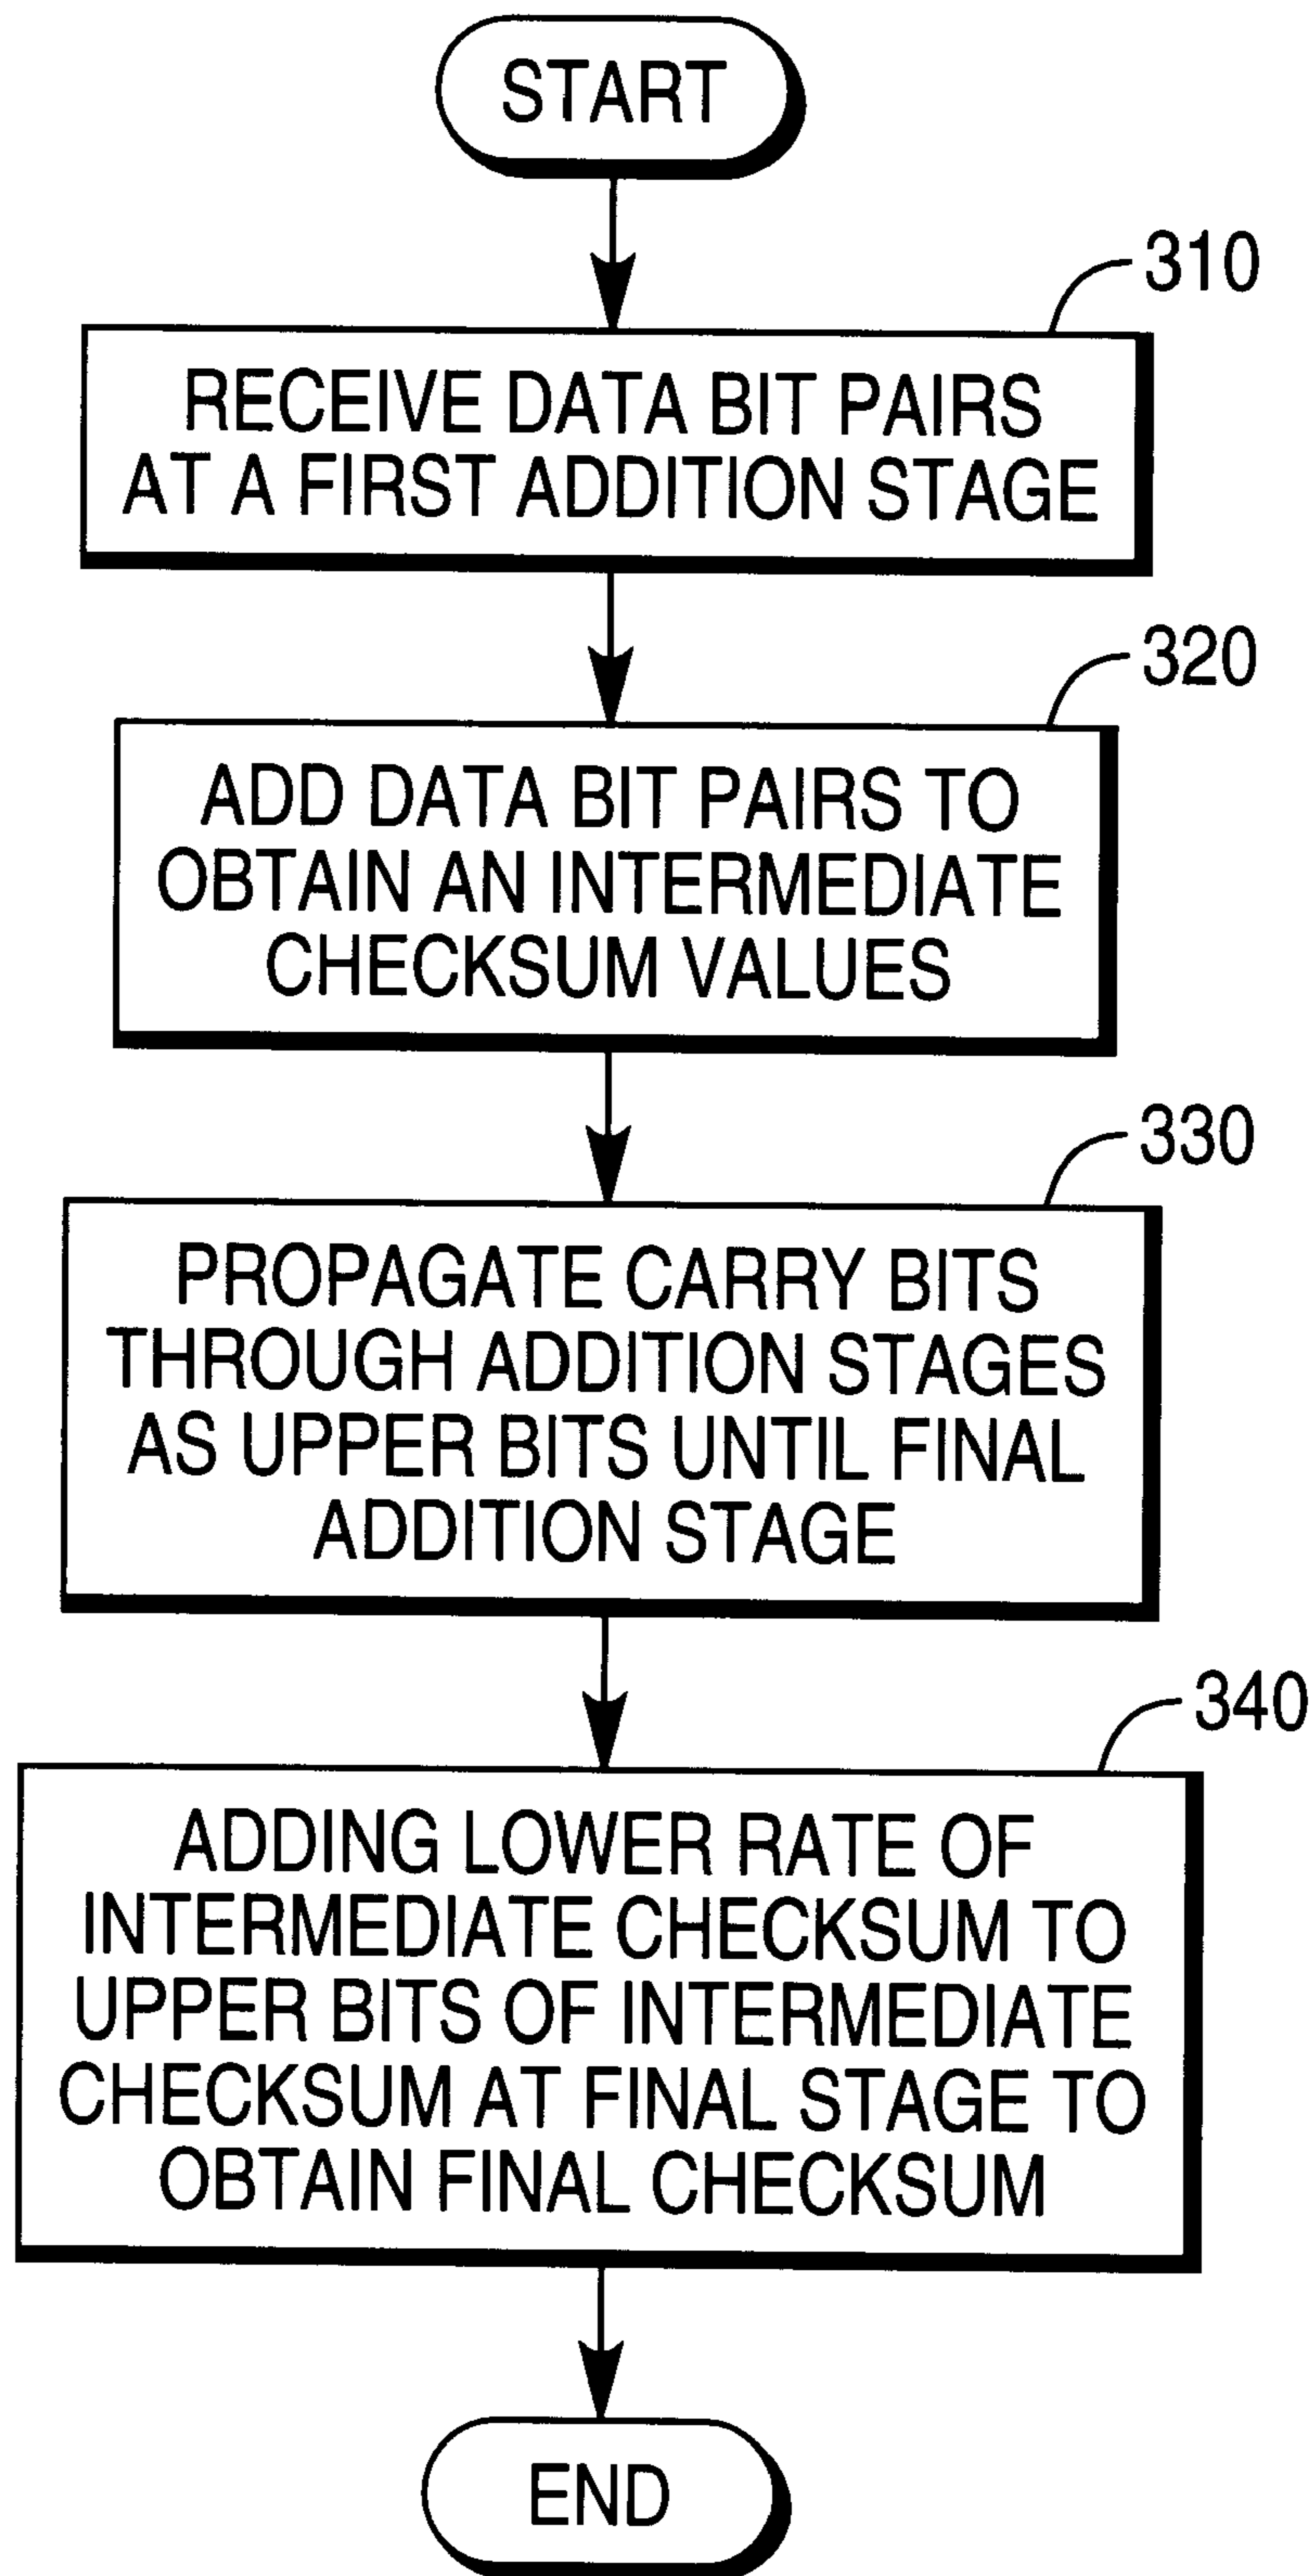 START
310
RECEIVE DATA BIT PAIRS
AT A FIRST ADDITION STAGE
320
ADD DATA BIT PAIRS TO
OBTAIN AN INTERMEDIATE
CHECKSUM VALUES
330
PROPAGATE CARRY BITS
THROUGH ADDITION STAGES
AS UPPER BITS UNTIL FINAL
ADDITION STAGE
340
ADDING LOWER RATE OF
INTERMEDIATE CHECKSUM TO
UPPER BITS OF INTERMEDIATE
CHECKSUM AT FINAL STAGE TO
OBTAIN FINAL CHECKSUM
END